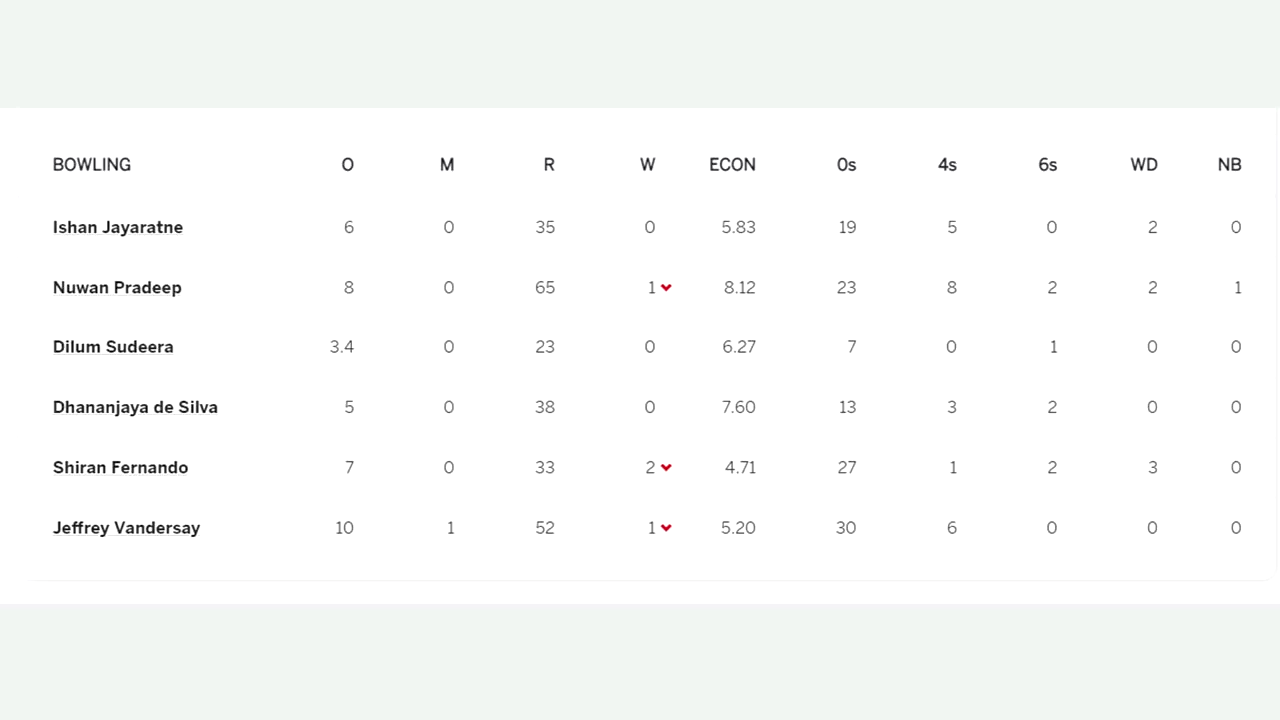 BOWLING O M R W ECON 0s 4s 6s WD NB
Ishan Jayaratne 6 0 35 0 5.83 19 5 0 2 0
Nuwan Pradeep 8 0 65 1 8.12 23 8 2 2 1
Dilum Sudeera 3.4 0 23 0 6.27 7 0 1 0 0
Dhananjaya de Silva 5 0 38 0 7.60 13 3 2 0 0
Shiran Fernando 7 0 33 2 4.71 27 1 2 3 0
Jeffrey Vandersay 10 1 52 1 5.20 30 6 0 0 0